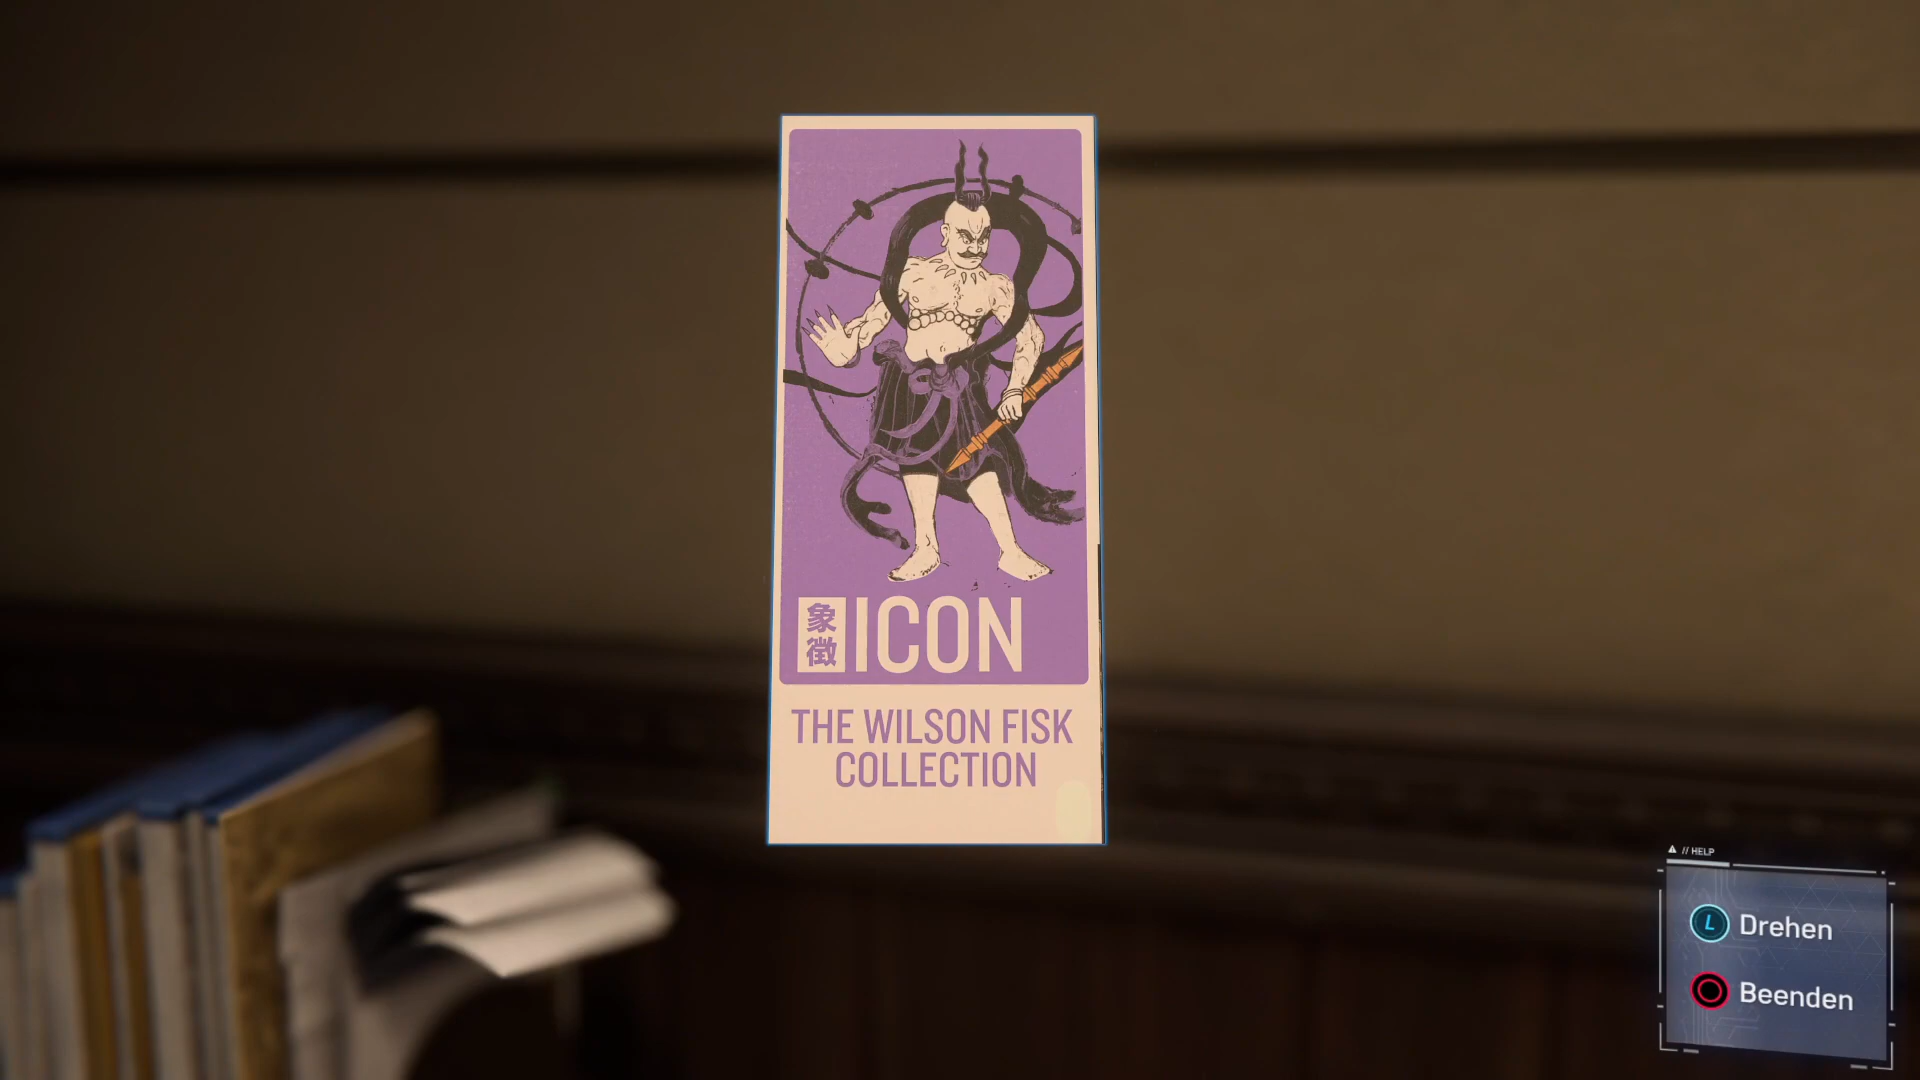 象徴
ICON
THE WILSON FISK
COLLECTION
// HELP
L Drehen
Beenden